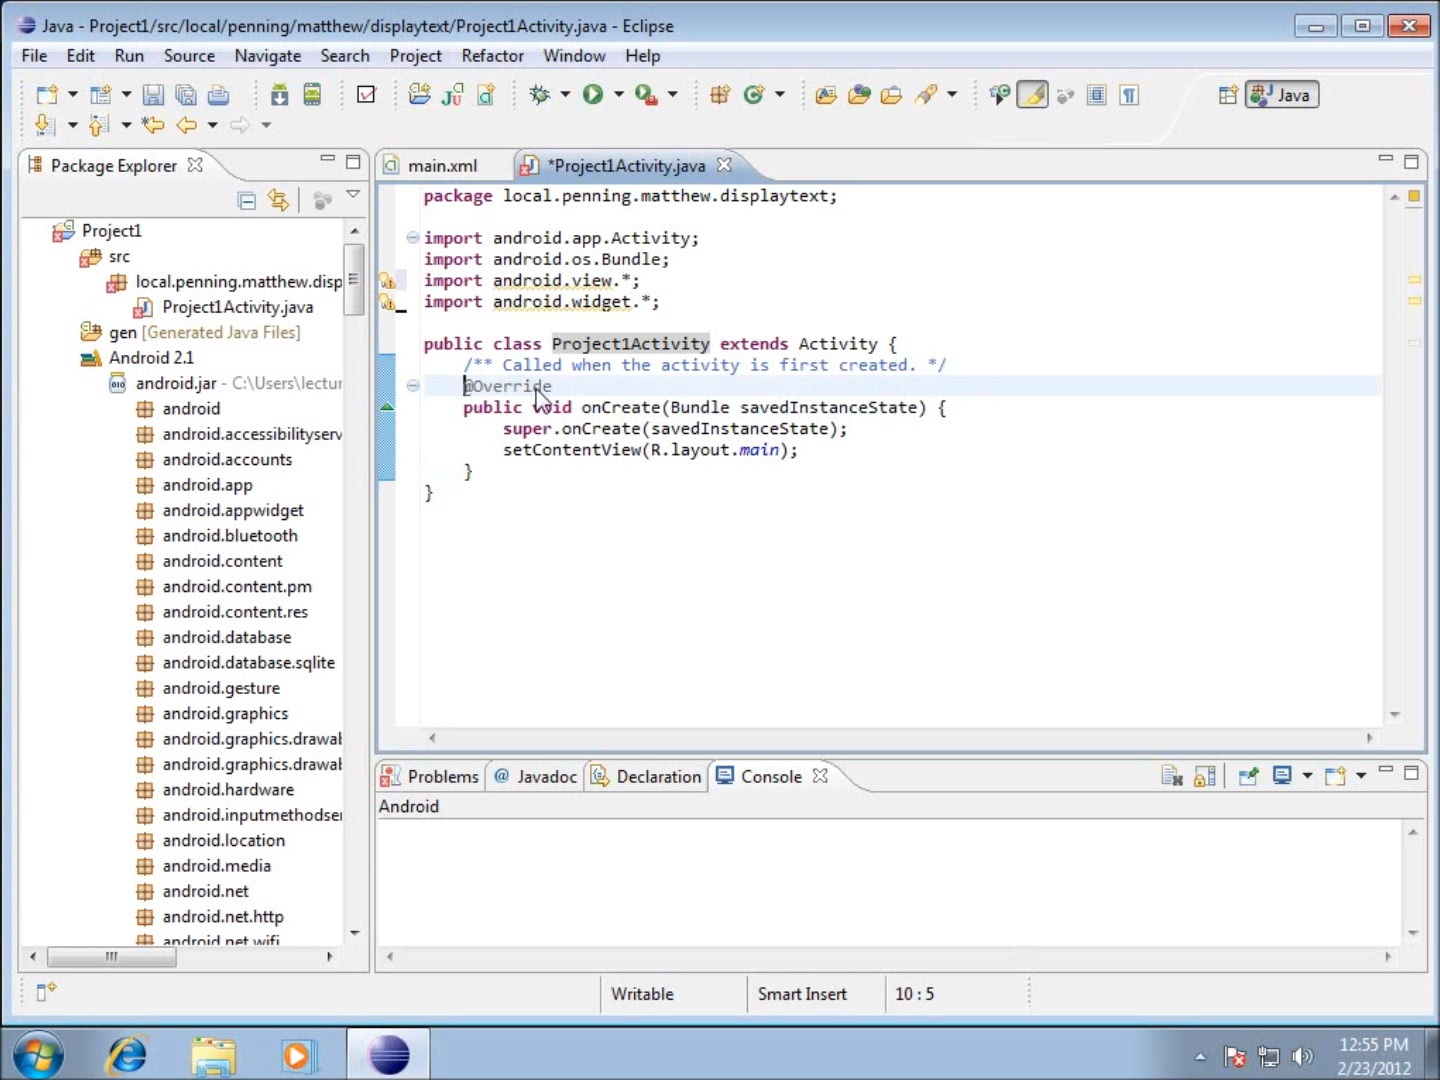 Java - Project1/src/local/penning/matthew/displaytext/Project1Activity.java - Eclipse
File Edit Run Source Navigate Search Project Refactor Window Help
Java
Package Explorer
main.xml
*Project1Activity.java
Project1
src
local.penning.matthew.disp
Project1Activity.java
gen [Generated Java Files]
Android 2.1
android.jar - C:\Users\lectur
android
android.accessibilityserv
android.accounts
android.app
android.appwidget
android.bluetooth
android.content
android.content.pm
android.content.res
android.database
android.database.sqlite
android.gesture
android.graphics
android.graphics.drawab
android.graphics.drawab
android.hardware
android.inputmethodser
android.location
android.media
android.net
android.net.http
android.net.wifi
package local.penning.matthew.displaytext;
import android.app.Activity;
import android.os.Bundle;
import android.view.*;
import android.widget.*;
public class Project1Activity extends Activity {
/** Called when the activity is first created. */
@Override
public void onCreate(Bundle savedInstanceState) {
super.onCreate(savedInstanceState);
setContentView(R.layout.main);
}
}
Problems @ Javadoc Declaration Console
Android
Writable Smart Insert 10 : 5
12:55 PM
2/23/2012